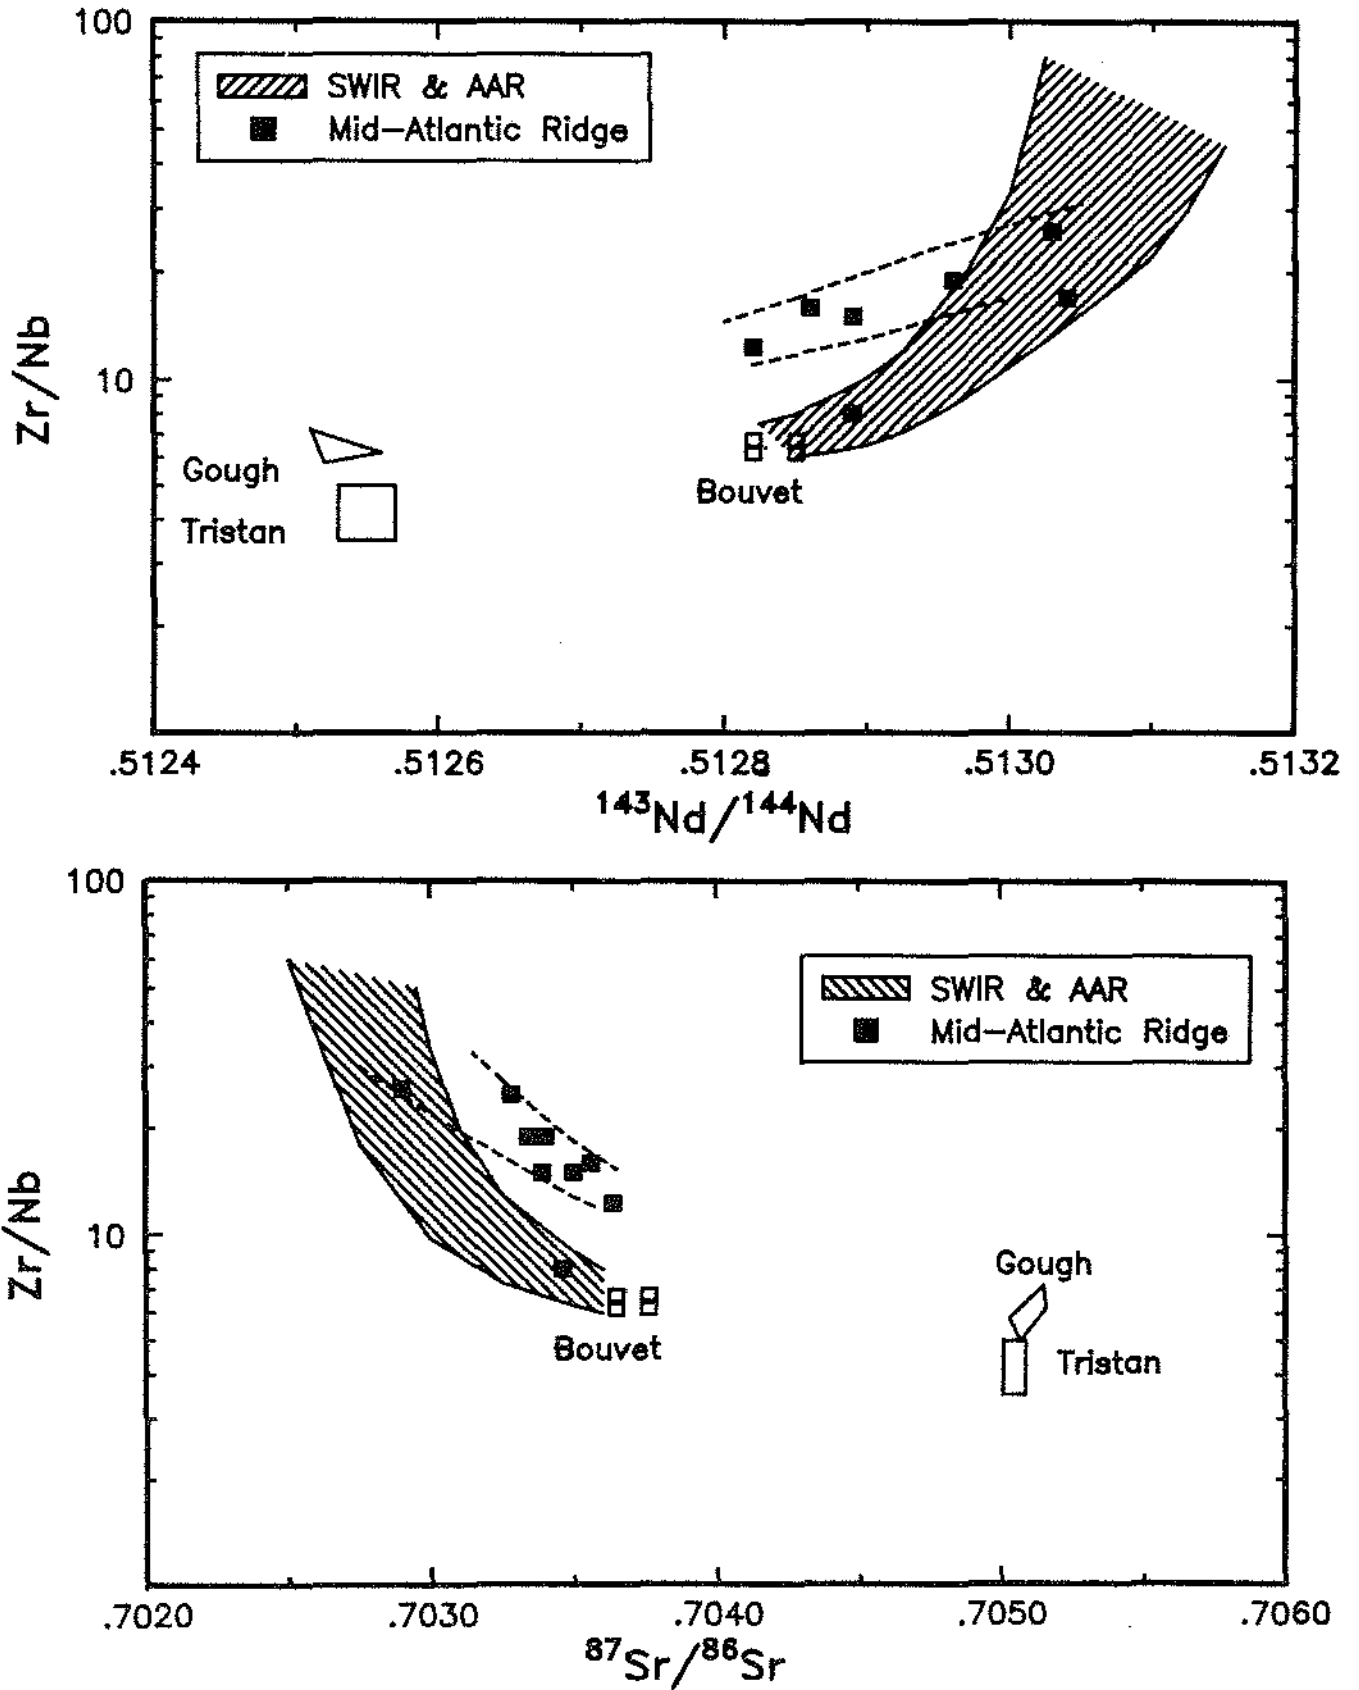 100
SWIR & AAR
Mid-Atlantic Ridge
Zr/Nb
10
Gough
Tristan
Bouvet
.5124 .5126 .5128 .5130 .5132
¹⁴³Nd/¹⁴⁴Nd
100
SWIR & AAR
Mid-Atlantic Ridge
Zr/Nb
10
Gough
Tristan
Bouvet
.7020 .7030 .7040 .7050 .7060
⁸⁷Sr/⁸⁶Sr